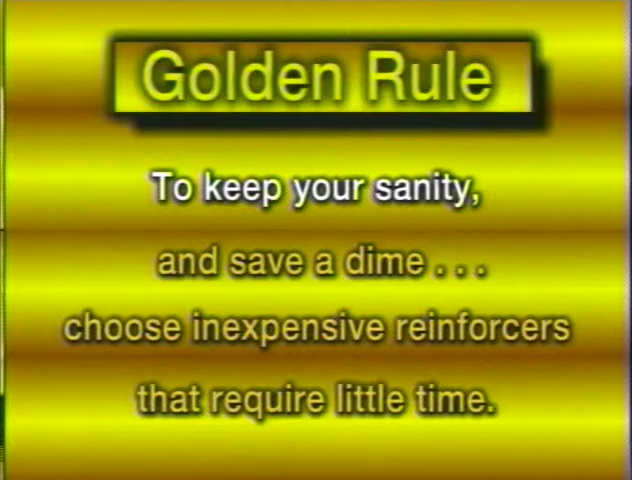 Golden Rule
To keep your sanity,
and save a dime . . .
choose inexpensive reinforcers
that require little time.